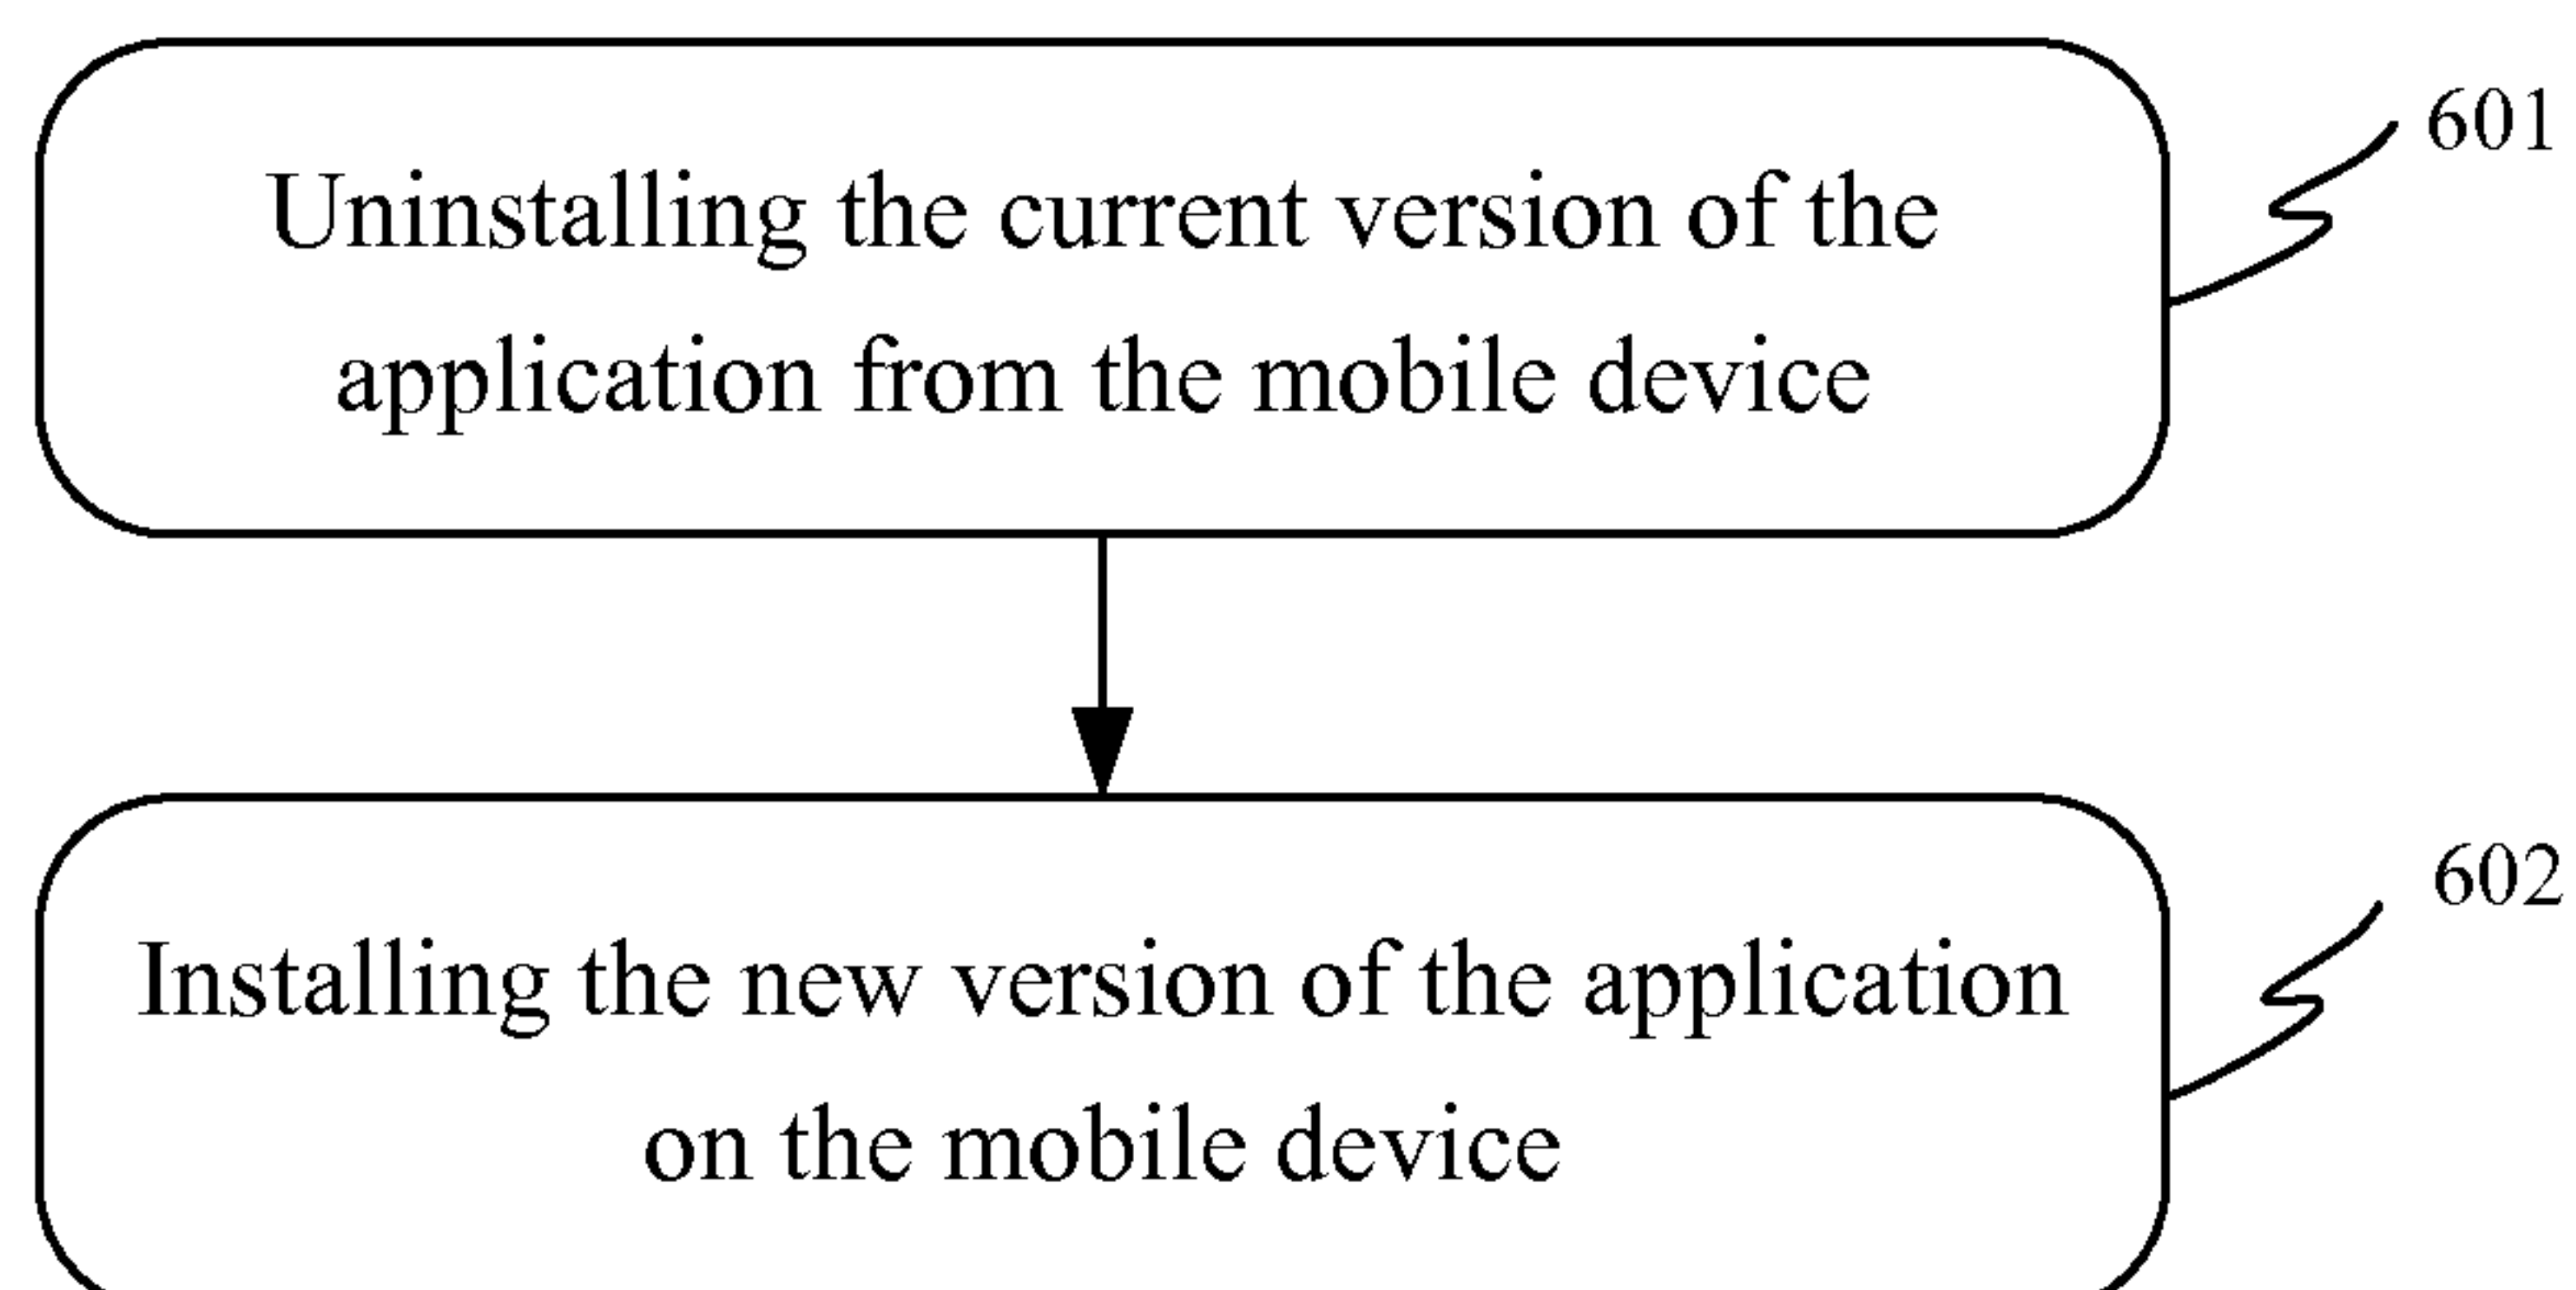 601
Uninstalling the current version of the
application from the mobile device
602
Installing the new version of the application
on the mobile device